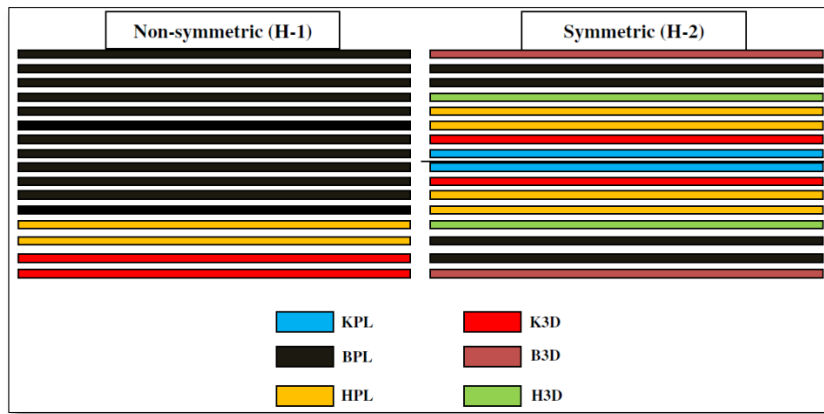 Non-symmetric (H-1)
Symmetric (H-2)
KPL
K3D
BPL
B3D
HPL
H3D